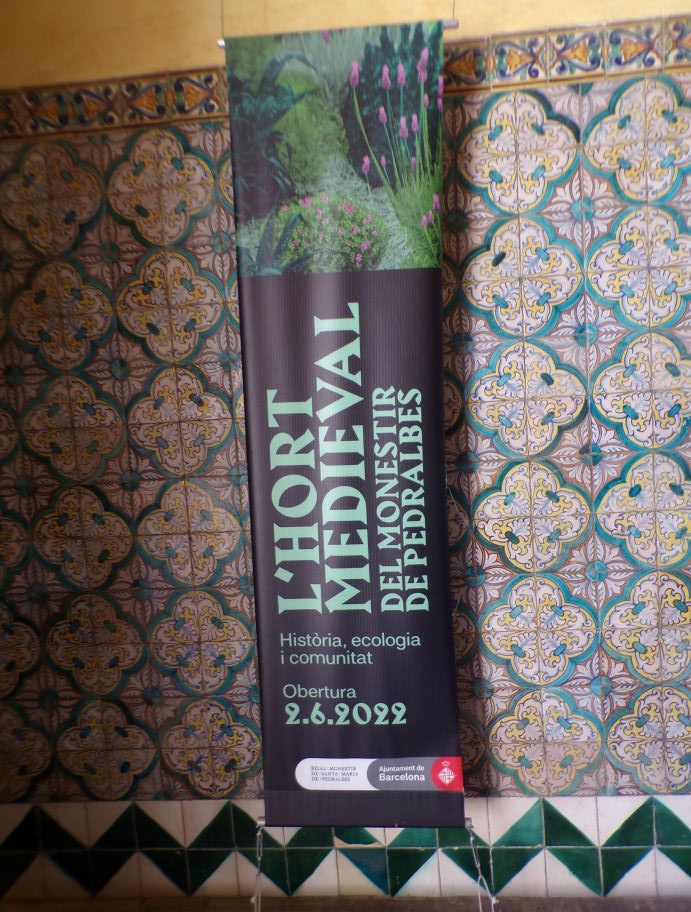 L'HORT
MEDIEVAL
DEL MONESTIR
DE PEDRALBES
Història, ecologia
i comunitat
Obertura
2.6.2022
REIAL MONESTIR
DE SANTA MARIA
DE PEDRALBES
Ajuntament de
Barcelona